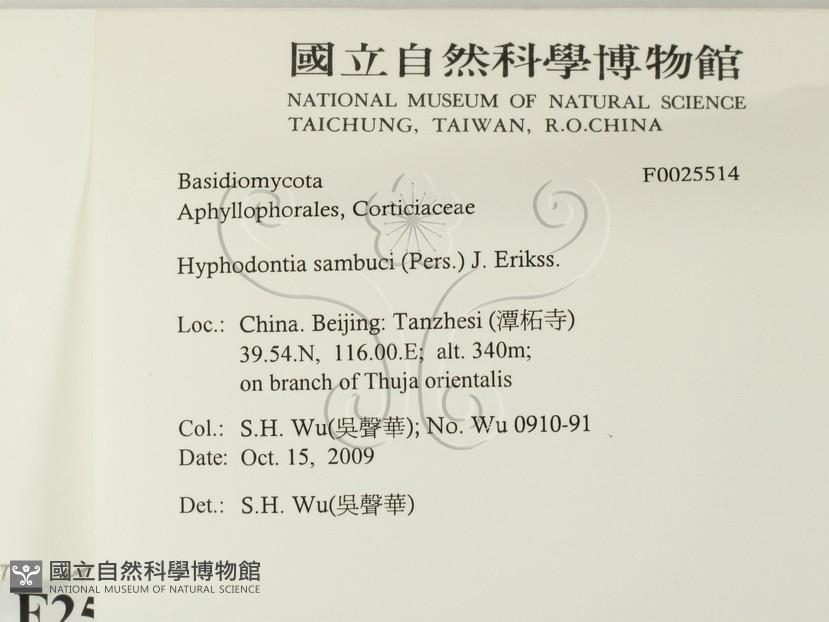 國立自然科學博物館
NATIONAL MUSEUM OF NATURAL SCIENCE
TAICHUNG, TAIWAN, R.O.CHINA
Basidiomycota F0025514
Aphyllophorales, Corticiaceae
Hyphodontia sambuci (Pers.) J. Erikss.
Loc.: China. Beijing: Tanzhesi (潭柘寺)
39.54.N, 116.00.E; alt. 340m;
on branch of Thuja orientalis
Col.: S.H. Wu(吳聲華); No. Wu 0910-91
Date: Oct. 15, 2009
Det.: S.H. Wu(吳聲華)
國立自然科學博物館
NATIONAL MUSEUM OF NATURAL SCIENCE